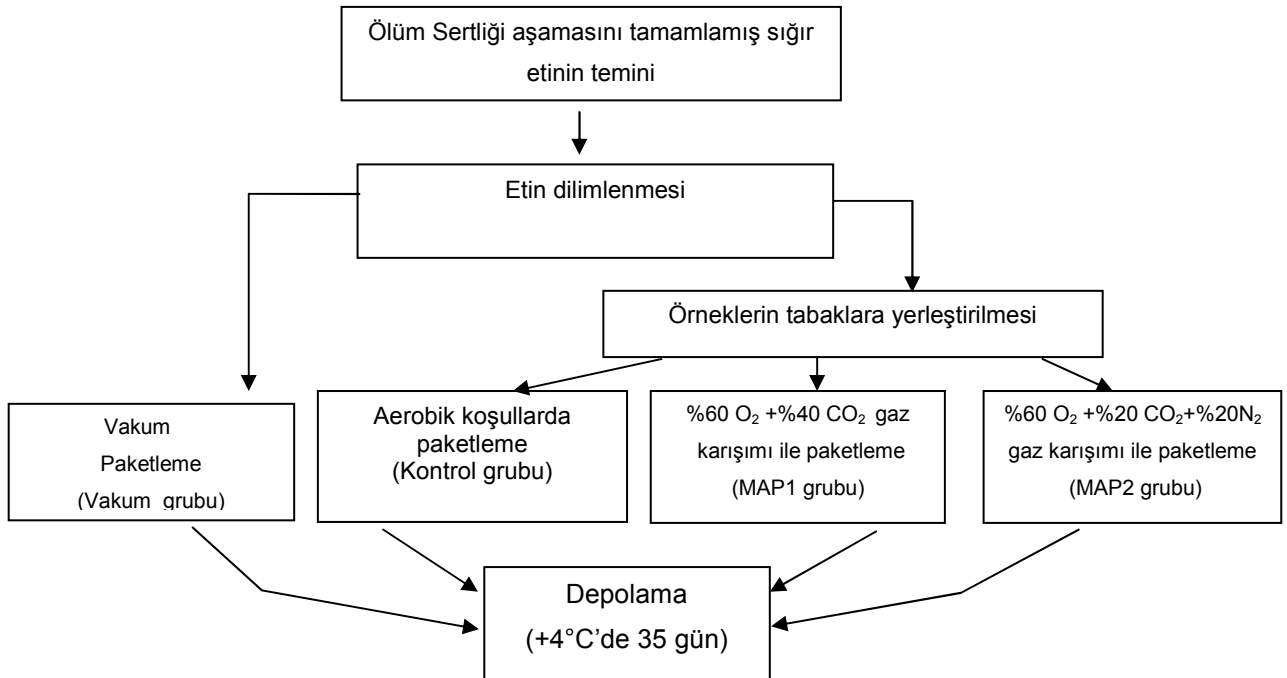 Ölüm Sertliği aşamasını tamamlamış sığır
etinin temini
Etin dilimlenmesi
Örneklerin tabaklara yerleştirilmesi
Vakum
Paketleme
(Vakum grubu)
Aerobik koşullarda
paketleme
(Kontrol grubu)
%60 O₂ +%40 CO₂ gaz
karışımı ile paketleme
(MAP1 grubu)
%60 O₂ +%20 CO₂+%20N₂
gaz karışımı ile paketleme
(MAP2 grubu)
Depolama
(+4°C’de 35 gün)